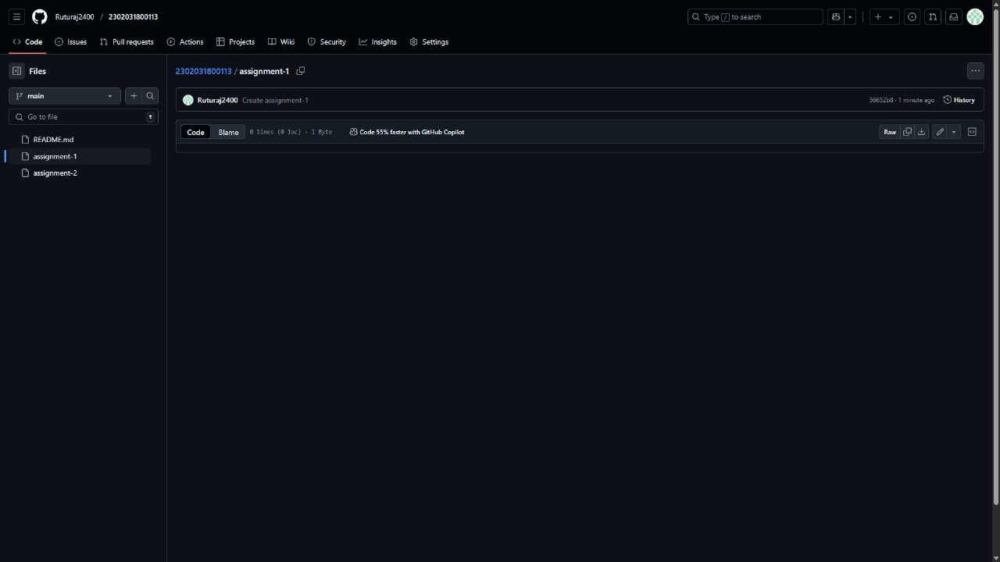 Ruturaj2400 / 2302031800113
Type / to search
Code Issues Pull requests Actions Projects Wiki Security Insights Settings
Files
2302031800113 / assignment-1
main
Ruturaj2400 Create assignment-1
56652b8 · 1 minute ago History
Go to file t
Code Blame 0 lines (0 loc) · 1 Byte Code 55% faster with GitHub Copilot Raw
README.md
assignment-1
assignment-2